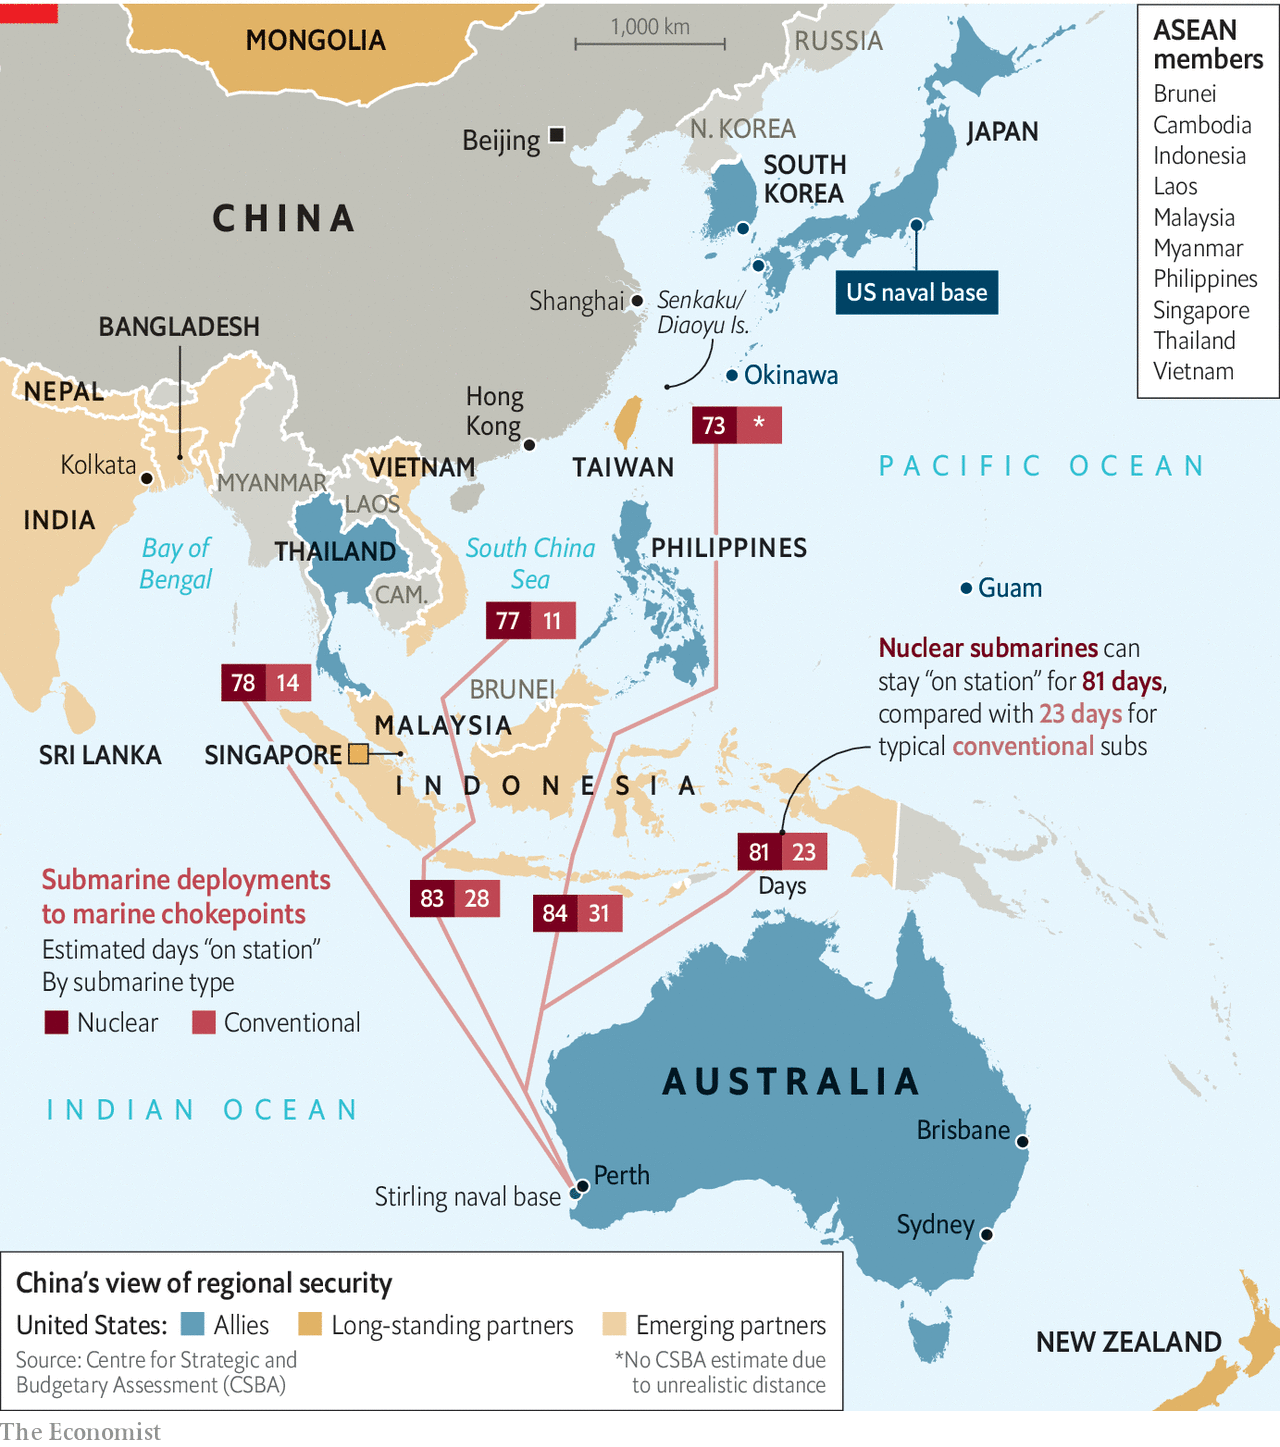 MONGOLIA
1,000 km
RUSSIA
ASEAN
members
Brunei
Cambodia
Indonesia
Laos
Malaysia
Myanmar
Philippines
Singapore
Thailand
Vietnam
Beijing
N. KOREA
JAPAN
SOUTH
KOREA
CHINA
US naval base
Shanghai
Senkaku/
Diaoyu Is.
BANGLADESH
Okinawa
NEPAL
Hong
Kong
73 *
Kolkata
MYANMAR
VIETNAM
TAIWAN
PACIFIC OCEAN
LAOS
INDIA
Bay of
Bengal
THAILAND
South China
Sea
PHILIPPINES
CAM.
Guam
77 11
Nuclear submarines can
stay “on station” for 81 days,
compared with 23 days for
typical conventional subs
78 14
BRUNEI
MALAYSIA
SRI LANKA
SINGAPORE
INDONESIA
81 23
Days
83 28
84 31
Submarine deployments
to marine chokepoints
Estimated days “on station”
By submarine type
Nuclear
Conventional
INDIAN OCEAN
AUSTRALIA
Brisbane
Perth
Stirling naval base
Sydney
China’s view of regional security
United States: Allies Long-standing partners Emerging partners
Source: Centre for Strategic and
Budgetary Assessment (CSBA)
*No CSBA estimate due
to unrealistic distance
NEW ZEALAND
The Economist